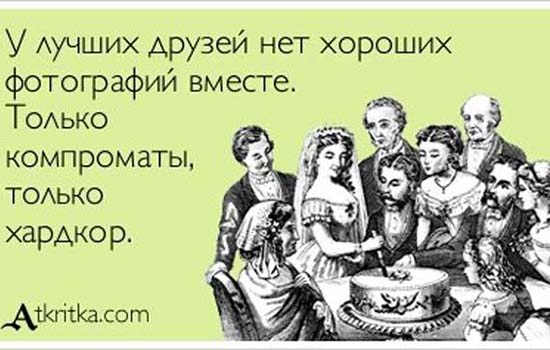 У лучших друзей нет хороших
фотографий вместе.
Только
компроматы,
только
хардкор.
Atkritka.com